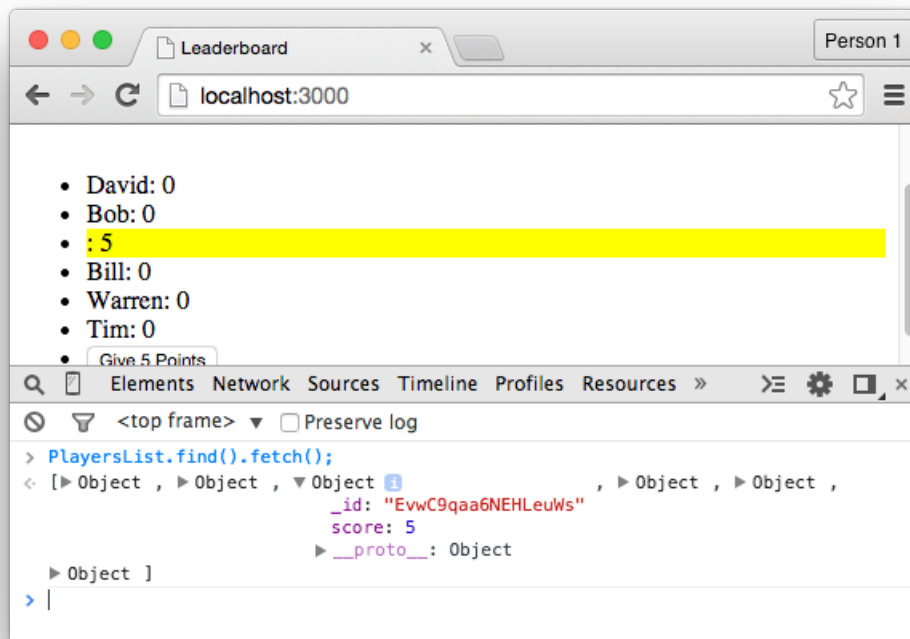 Leaderboard × Person 1
localhost:3000
• David: 0
• Bob: 0
• : 5
• Bill: 0
• Warren: 0
• Tim: 0
• Give 5 Points
Elements Network Sources Timeline Profiles Resources » ×
<top frame> ▼ Preserve log
> PlayersList.find().fetch();
[▶ Object , ▶ Object , ▼ Object i , ▶ Object , ▶ Object ,
_id: "EvwC9qaa6NEHLeuWs"
score: 5
▶ __proto__: Object
▶ Object ]
>